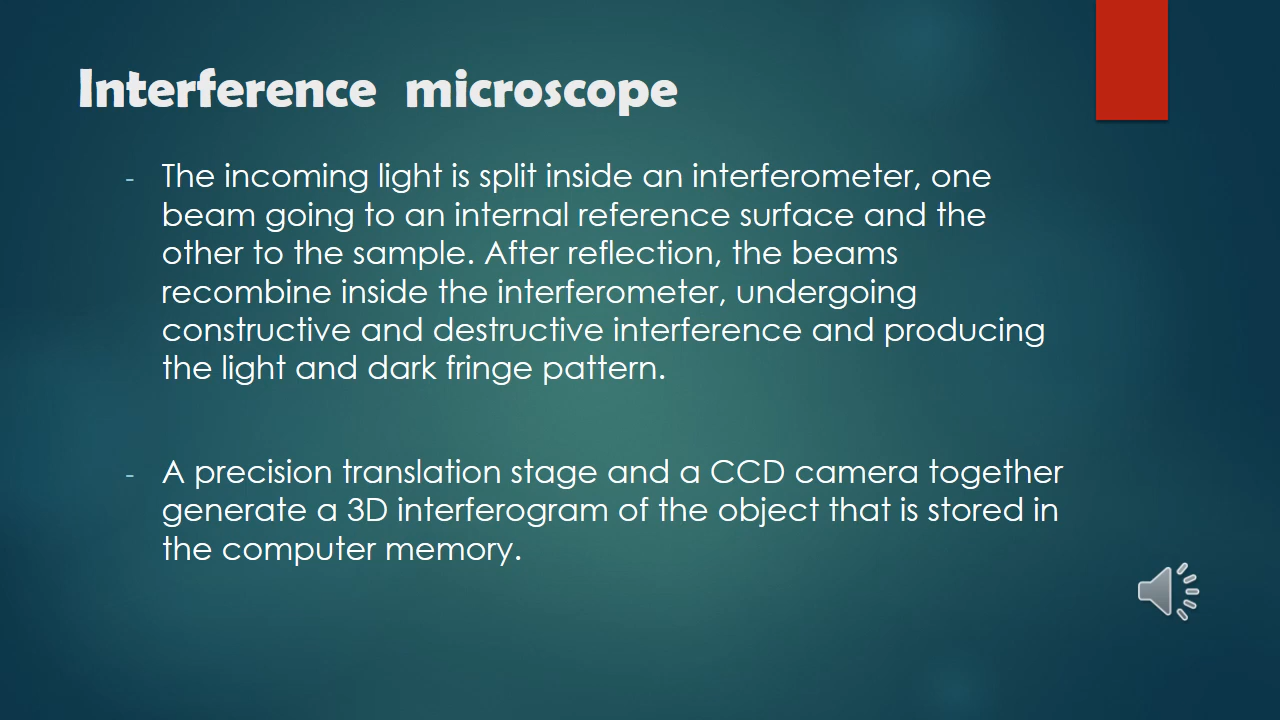 Interference microscope
- The incoming light is split inside an interferometer, one
beam going to an internal reference surface and the
other to the sample. After reflection, the beams
recombine inside the interferometer, undergoing
constructive and destructive interference and producing
the light and dark fringe pattern.
- A precision translation stage and a CCD camera together
generate a 3D interferogram of the object that is stored in
the computer memory.